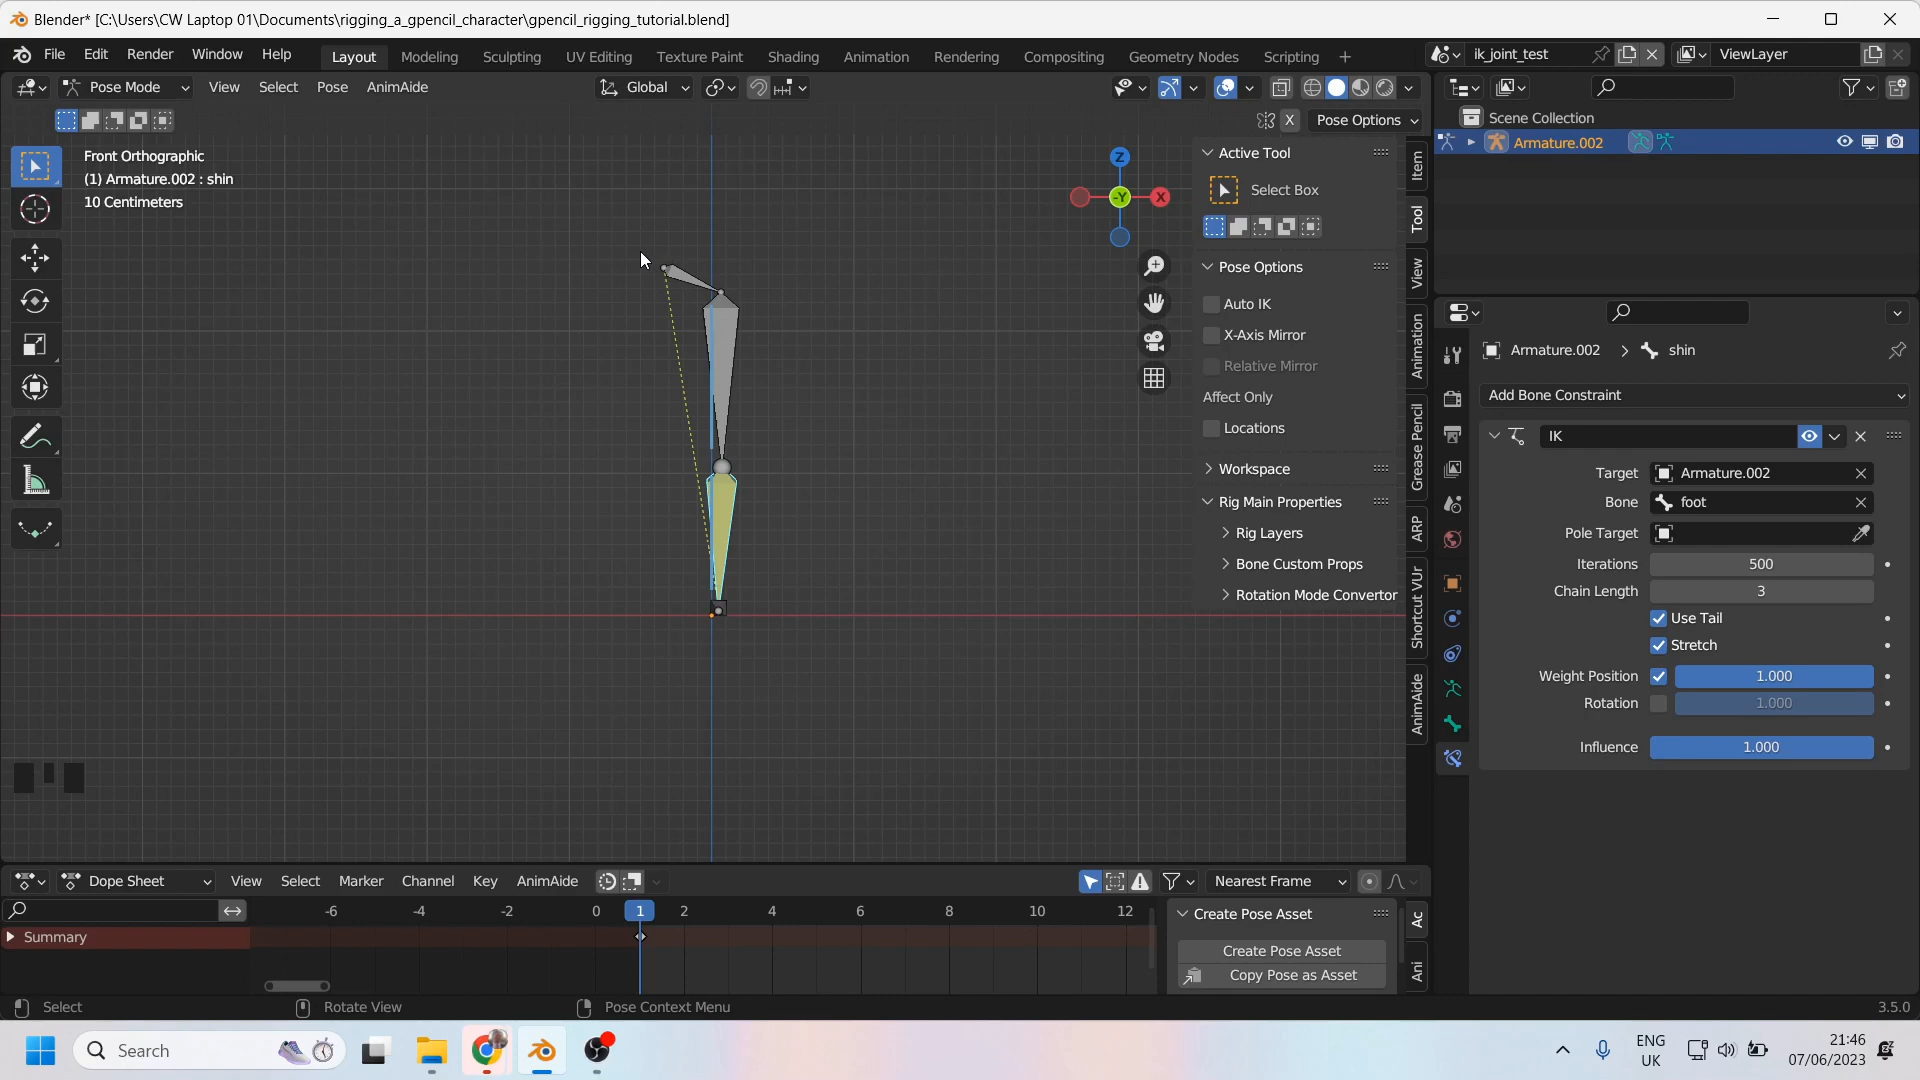 Blender* [C:\Users\CW Laptop 01\Documents\rigging_a_gpencil_character\gpencil_rigging_tutorial.blend]
File Edit Render Window Help Layout Modeling Sculpting UV Editing Texture Paint Shading Animation Rendering Compositing Geometry Nodes Scripting + ik_joint_test ViewLayer
Pose Mode View Select Pose AnimAide Global
X Pose Options
Scene Collection
Armature.002
Front Orthographic
(1) Armature.002 : shin
10 Centimeters
Z
-Y
X
Active Tool
Select Box
Pose Options
Auto IK
X-Axis Mirror
Relative Mirror
Affect Only
Locations
Workspace
Rig Main Properties
Rig Layers
Bone Custom Props
Rotation Mode Convertor
Item
Tool
View
Animation
Grease Pencil
ARP
Shortcut VUr
AnimAide
Armature.002 > shin
Add Bone Constraint
IK
Target Armature.002
Bone foot
Pole Target
Iterations 500
Chain Length 3
Use Tail
Stretch
Weight Position 1.000
Rotation 1.000
Influence 1.000
Dope Sheet View Select Marker Channel Key AnimAide Nearest Frame
-6 -4 -2 0 1 2 4 6 8 10 12
Summary
Create Pose Asset
Create Pose Asset
Copy Pose as Asset
Ac
Ani
Select Rotate View Pose Context Menu 3.5.0
Search
ENG
UK
21:46
07/06/2023